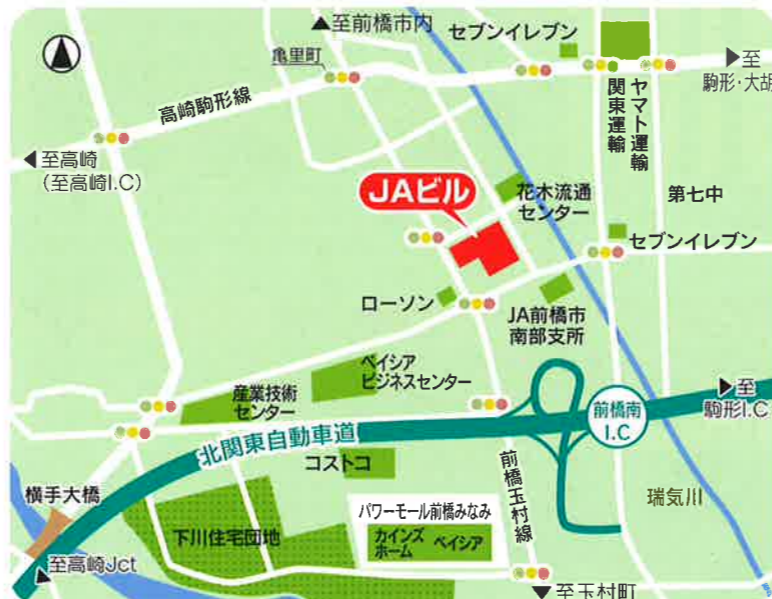 ▲至前橋市内
セブンイレブン
亀里町
▶至
駒形・大胡
高崎駒形線
関東運輸
ヤマト運輸
◀至高崎
(至高崎I.C)
JAビル
花木流通
センター
第七中
セブンイレブン
ローソン
JA前橋市
南部支所
ベイシア
ビジネスセンター
産業技術
センター
前橋南
I.C
▶至
駒形I.C
北関東自動車道
コストコ
前橋玉村線
横手大橋
瑞気川
パワーモール前橋みなみ
下川住宅団地
カインズ
ホーム
ベイシア
至高崎Jct
▼至玉村町